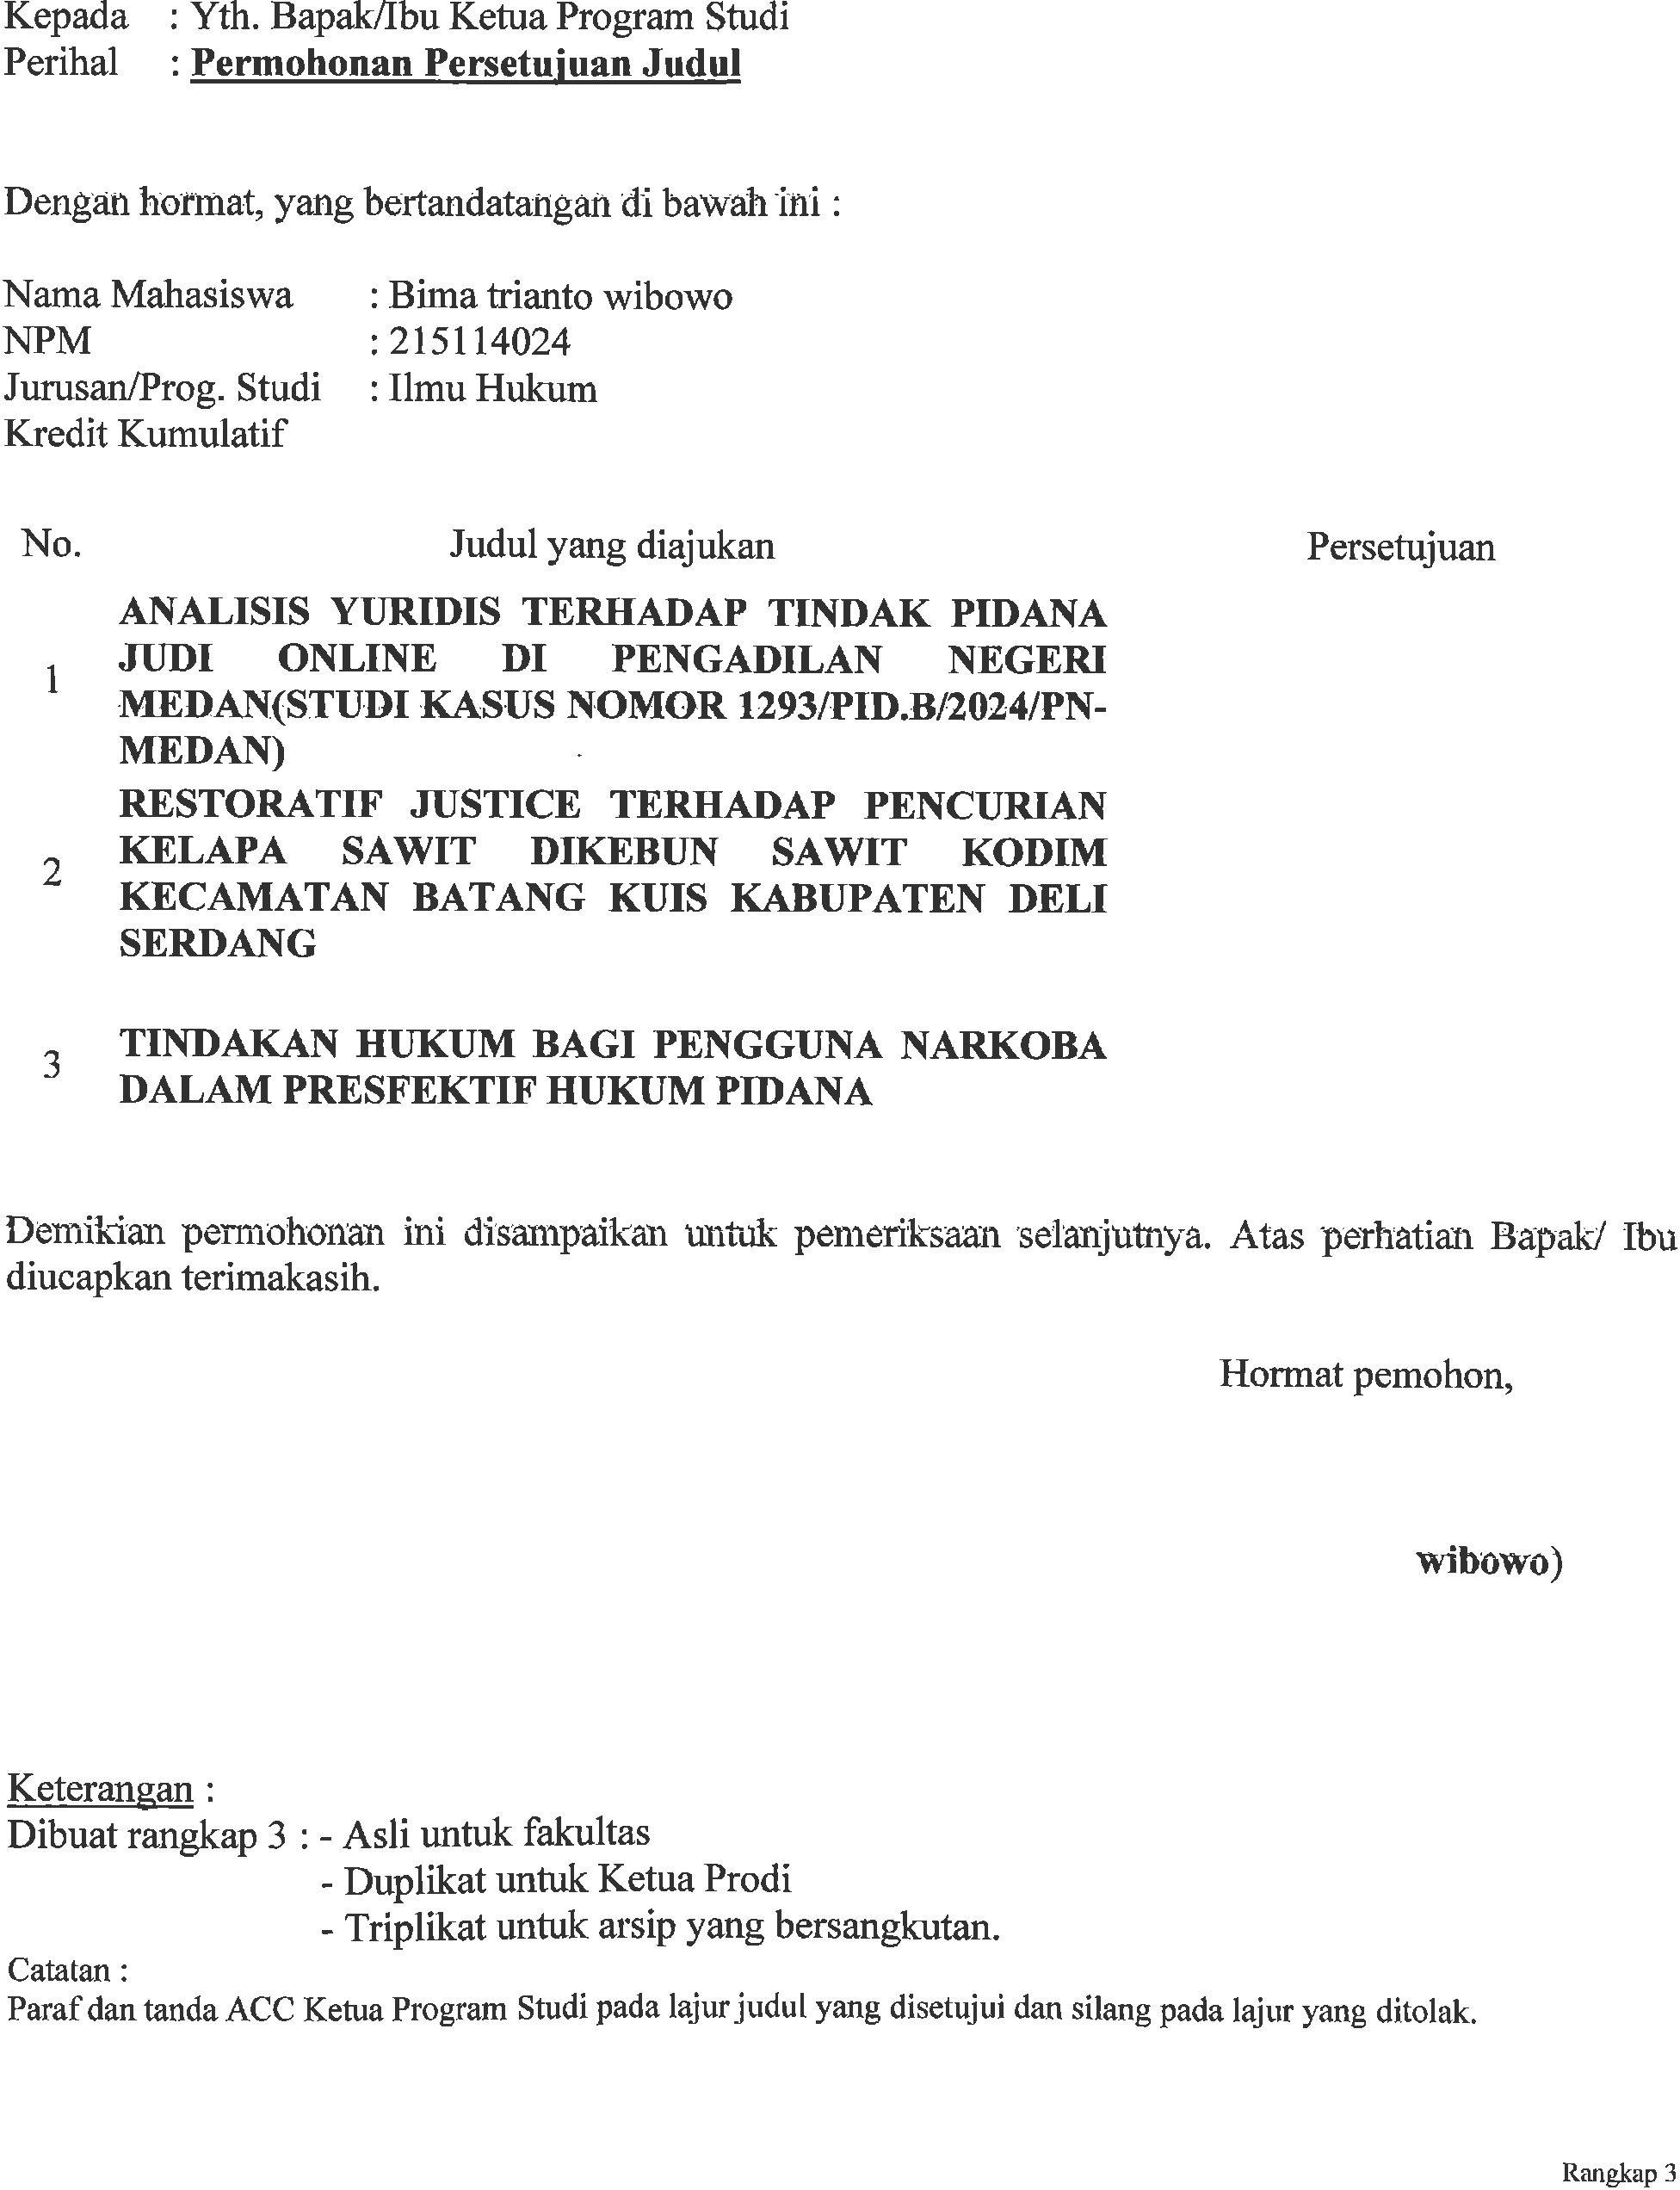 Kepada : Yth. Bapak/Ibu Ketua Program Studi
Perihal : Permohonan Persetujuan Judul
Dengan hormat, yang bertandatangan di bawah ini :
Nama Mahasiswa : Bima trianto wibowo
NPM : 215114024
Jurusan/Prog. Studi : Ilmu Hukum
Kredit Kumulatif
No. Judul yang diajukan Persetujuan
ANALISIS YURIDIS TERHADAP TINDAK PIDANA
JUDI ONLINE DI PENGADILAN NEGERI
1
MEDAN(STUDI KASUS NOMOR 1293/PID.B/2024/PN-
MEDAN)
RESTORATIF JUSTICE TERHADAP PENCURIAN
KELAPA SAWIT DIKEBUN SAWIT KODIM
2
KECAMATAN BATANG KUIS KABUPATEN DELI
SERDANG
3 TINDAKAN HUKUM BAGI PENGGUNA NARKOBA
DALAM PRESFEKTIF HUKUM PIDANA
Demikian permohonan ini disampaikan untuk pemeriksaan selanjutnya. Atas perhatian Bapak/ Ibu
diucapkan terimakasih.
Hormat pemohon,
wibowo)
Keterangan :
Dibuat rangkap 3 : - Asli untuk fakultas
- Duplikat untuk Ketua Prodi
- Triplikat untuk arsip yang bersangkutan.
Catatan :
Paraf dan tanda ACC Ketua Program Studi pada lajur judul yang disetujui dan silang pada lajur yang ditolak.
Rangkap 3